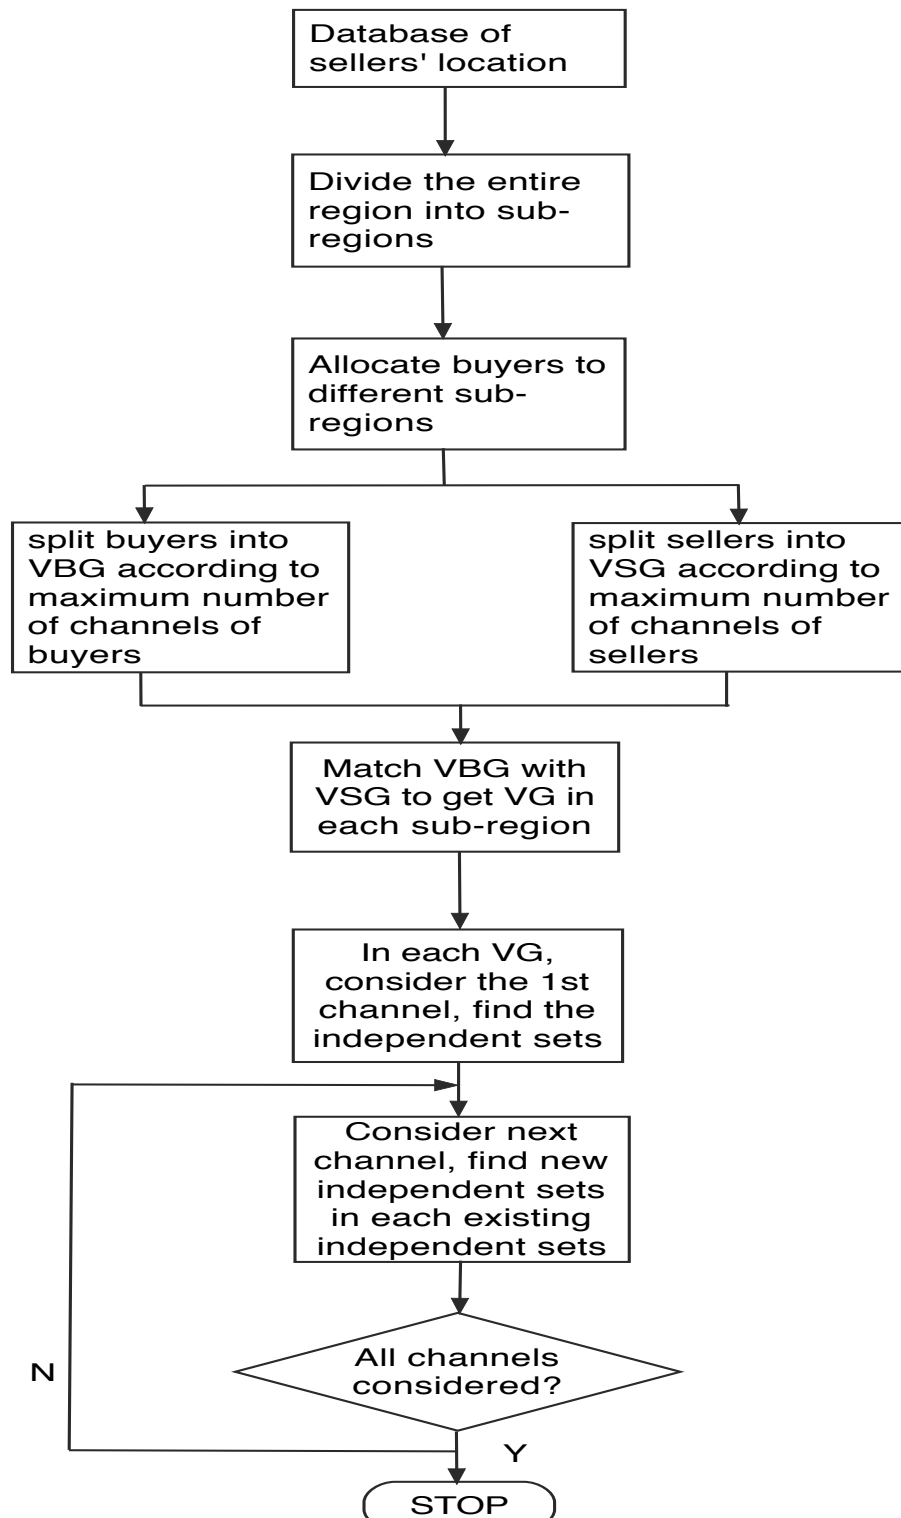 Database of
sellers' location
Divide the entire
region into sub-
regions
Allocate buyers to
different sub-
regions
split buyers into
VBG according to
maximum number
of channels of
buyers
split sellers into
VSG according to
maximum number
of channels of
sellers
Match VBG with
VSG to get VG in
each sub-region
In each VG,
consider the 1st
channel, find the
independent sets
Consider next
channel, find new
independent sets
in each existing
independent sets
All channels
considered?
N
Y
STOP